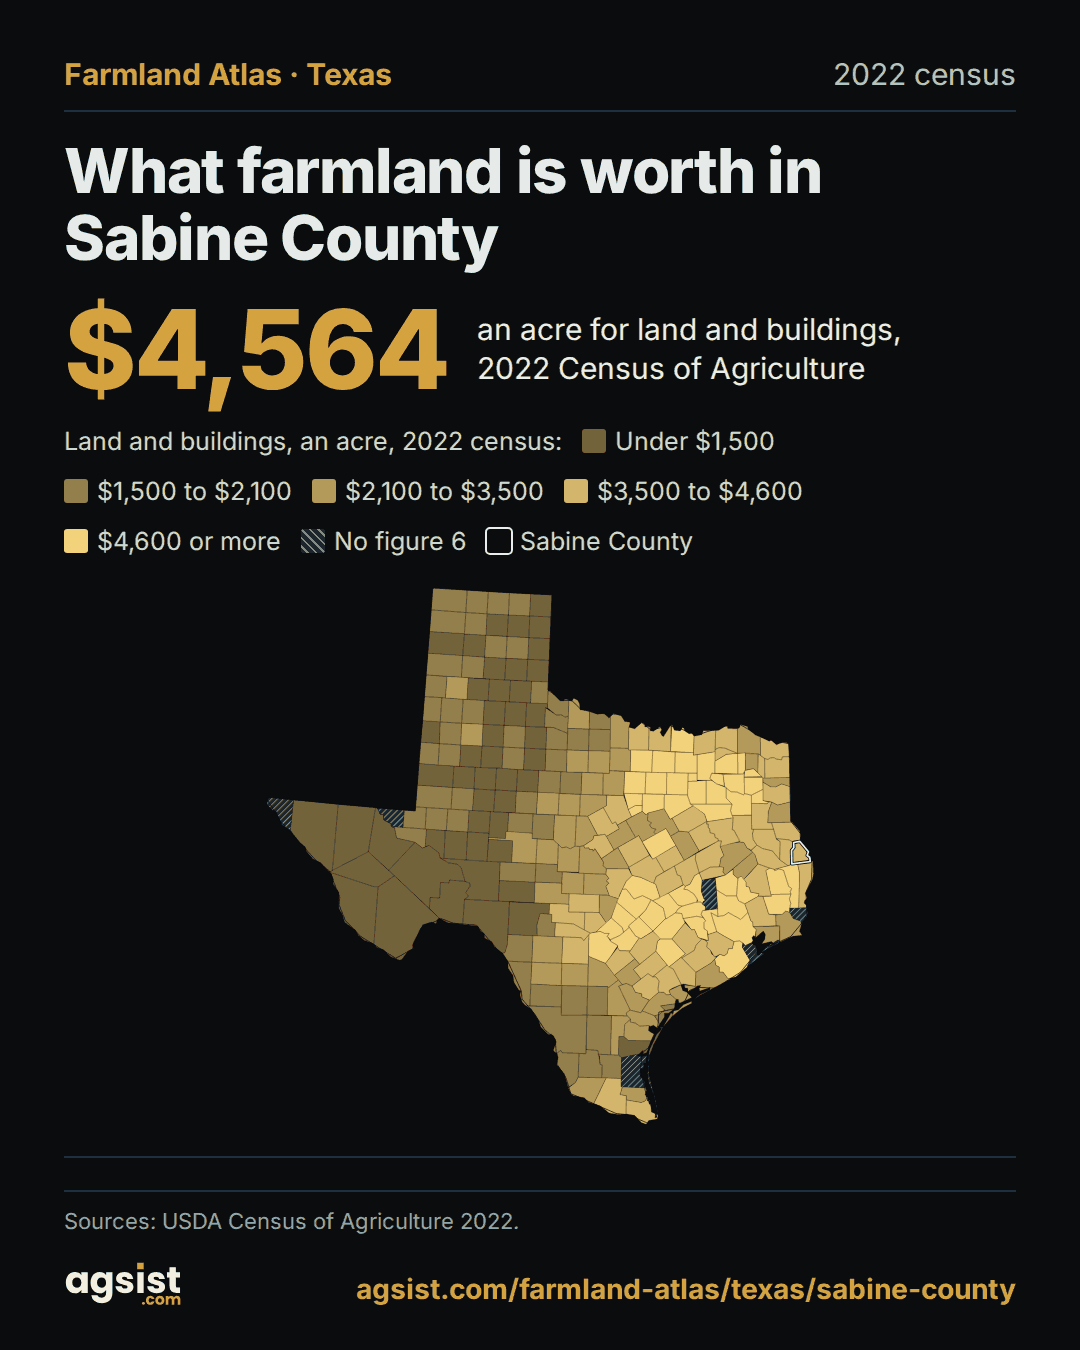 Farmland Atlas · Texas
2022 census
What farmland is worth in
Sabine County
$4,564
an acre for land and buildings,
2022 Census of Agriculture
Land and buildings, an acre, 2022 census: Under $1,500
$1,500 to $2,100 $2,100 to $3,500 $3,500 to $4,600
$4,600 or more No figure 6 Sabine County
Sources: USDA Census of Agriculture 2022.
agsist
.com
agsist.com/farmland-atlas/texas/sabine-county